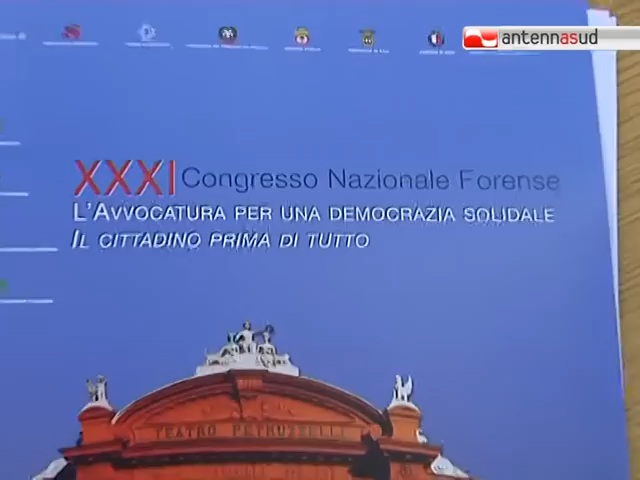 antennasud
XXXI Congresso Nazionale Forense
L'AVVOCATURA PER UNA DEMOCRAZIA SOLIDALE
IL CITTADINO PRIMA DI TUTTO
TEATRO PETRUZZELLI